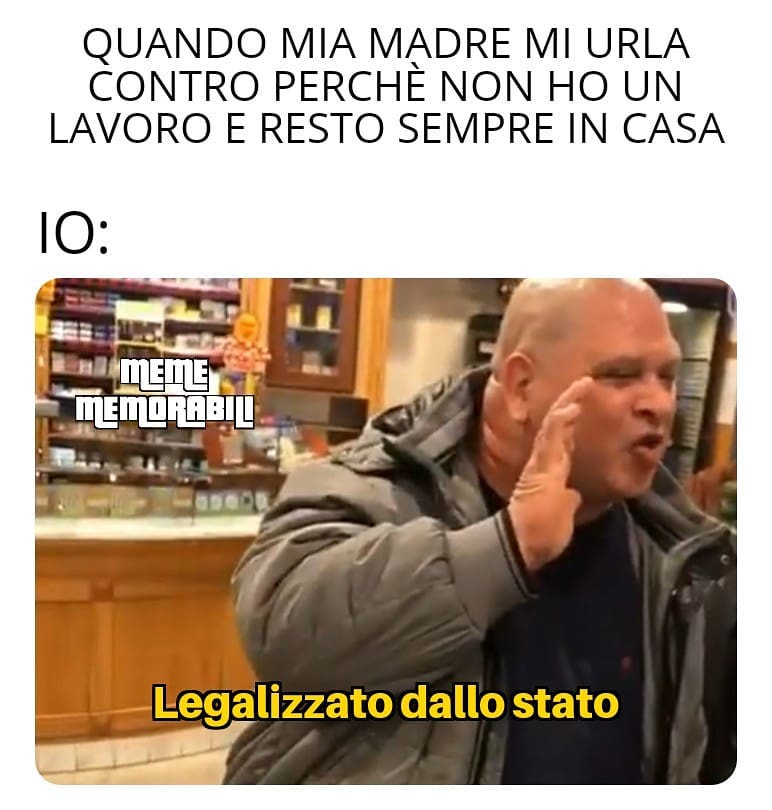 QUANDO MIA MADRE MI URLA
CONTRO PERCHÈ NON HO UN
LAVORO E RESTO SEMPRE IN CASA
IO:
MEME
MEMORABILI
Legalizzato dallo stato